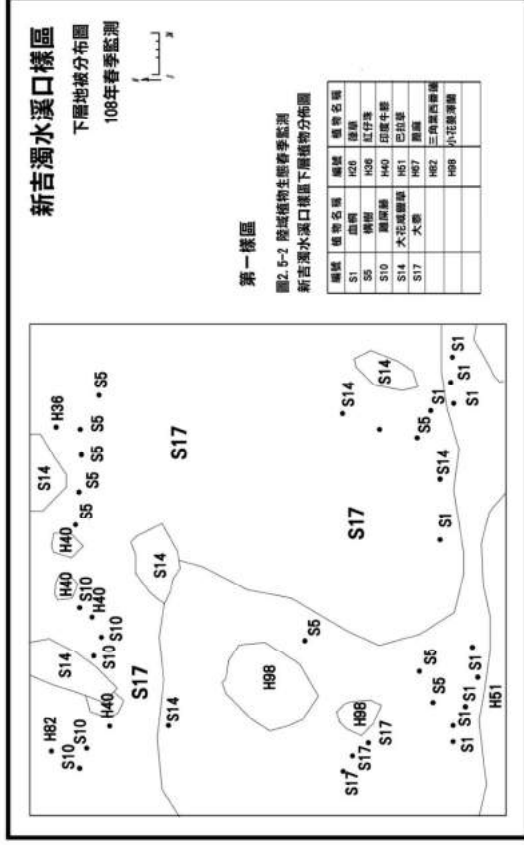 新吉濁水溪口樣區
下層地被分布圖
108年春季監測
第一樣區
圖2.5-2 陸域植物生態春季監測
新吉濁水溪口樣區下層植物分布圖
編號 植物名稱 編號 植物名稱
S1 血桐 H26 葎草
S5 構樹 H36 紅仔珠
S10 雞屎藤 H40 印度牛膝
S14 大花咸豐草 H51 巴拉草
S17 大黍 H67 蓖麻
H82 三角葉西番蓮
H98 小花蔓澤蘭
H82
S10
S10
S14
H40
S10
S10
H40
S10
H40
H40
S5
S5
S5
S5
S5
S14
H36
S17
S14
S14
S17
H98
S5
H98
S17
S17
S17
S17
S14
S14
S5
S5
S5
S1
S1
S1
S1
S1
S14
S1
S1
S1
S1
H51